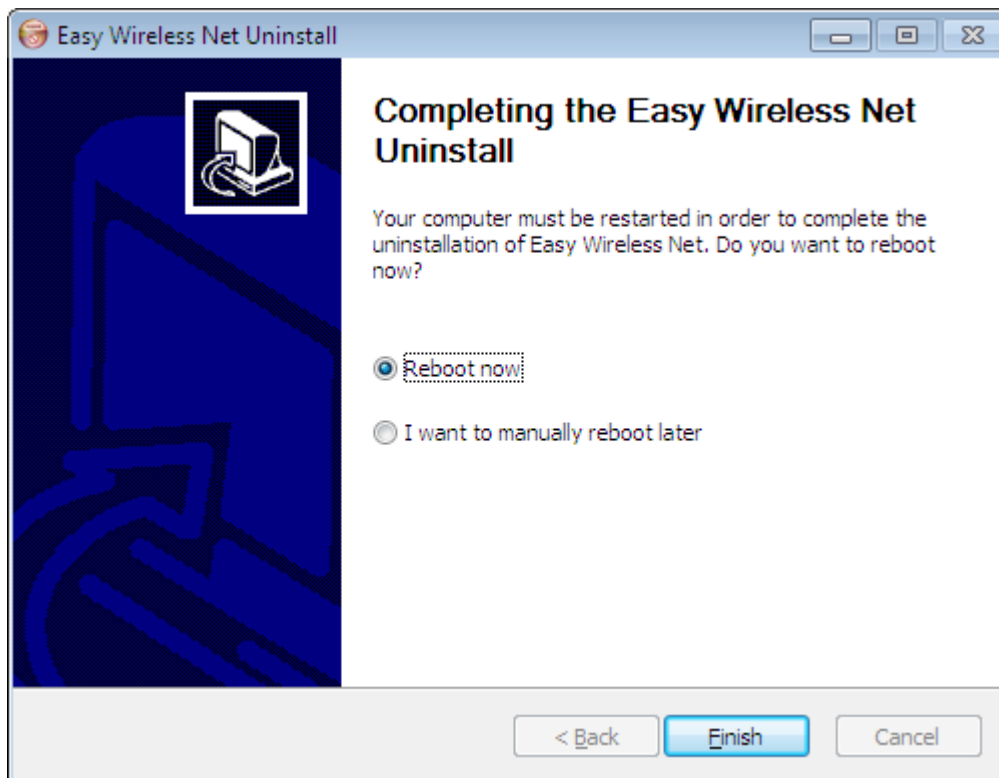 Easy Wireless Net Uninstall
Completing the Easy Wireless Net
Uninstall
Your computer must be restarted in order to complete the
uninstallation of Easy Wireless Net. Do you want to reboot
now?
Reboot now
I want to manually reboot later
< Back
Finish
Cancel